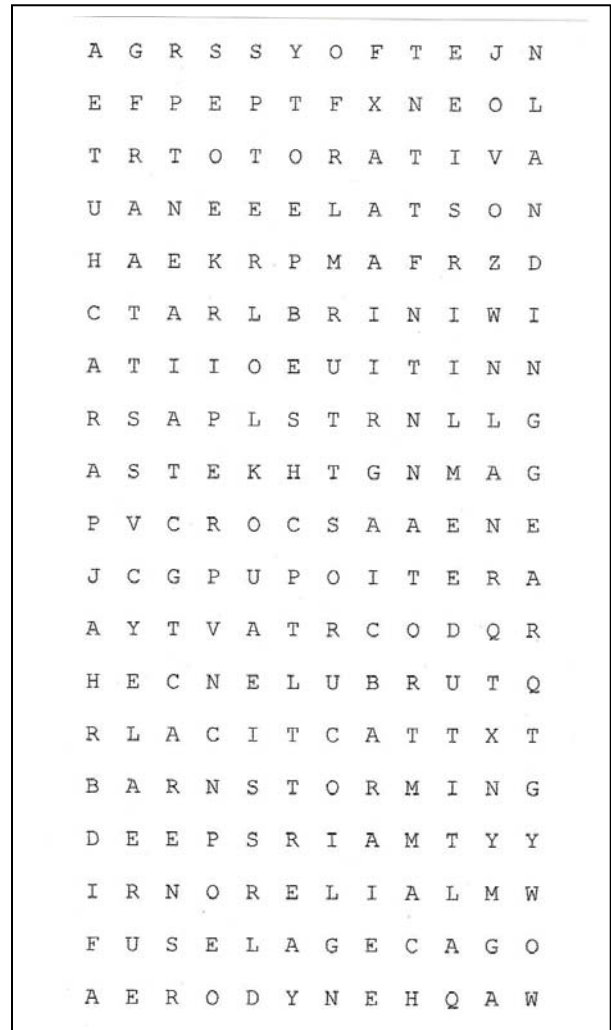 A G R S S Y O F T E J N
E F P E P T F X N E O L
T R T O T O R A T I V A
U A N E E E L A T S O N
H A E K R P M A F R Z D
C T A R L B R I N I W I
A T I I O E U I T I N N
R S A P L S T R N L L G
A S T E K H T G N M A G
P V C R O C S A A E N E
J C G P U P O I T E R A
A Y T V A T R C O D Q R
H E C N E L U B R U T Q
R L A C I T C A T T X T
B A R N S T O R M I N G
D E E P S R I A M T Y Y
I R N O R E L I A L M W
F U S E L A G E C A G O
A E R O D Y N E H Q A W